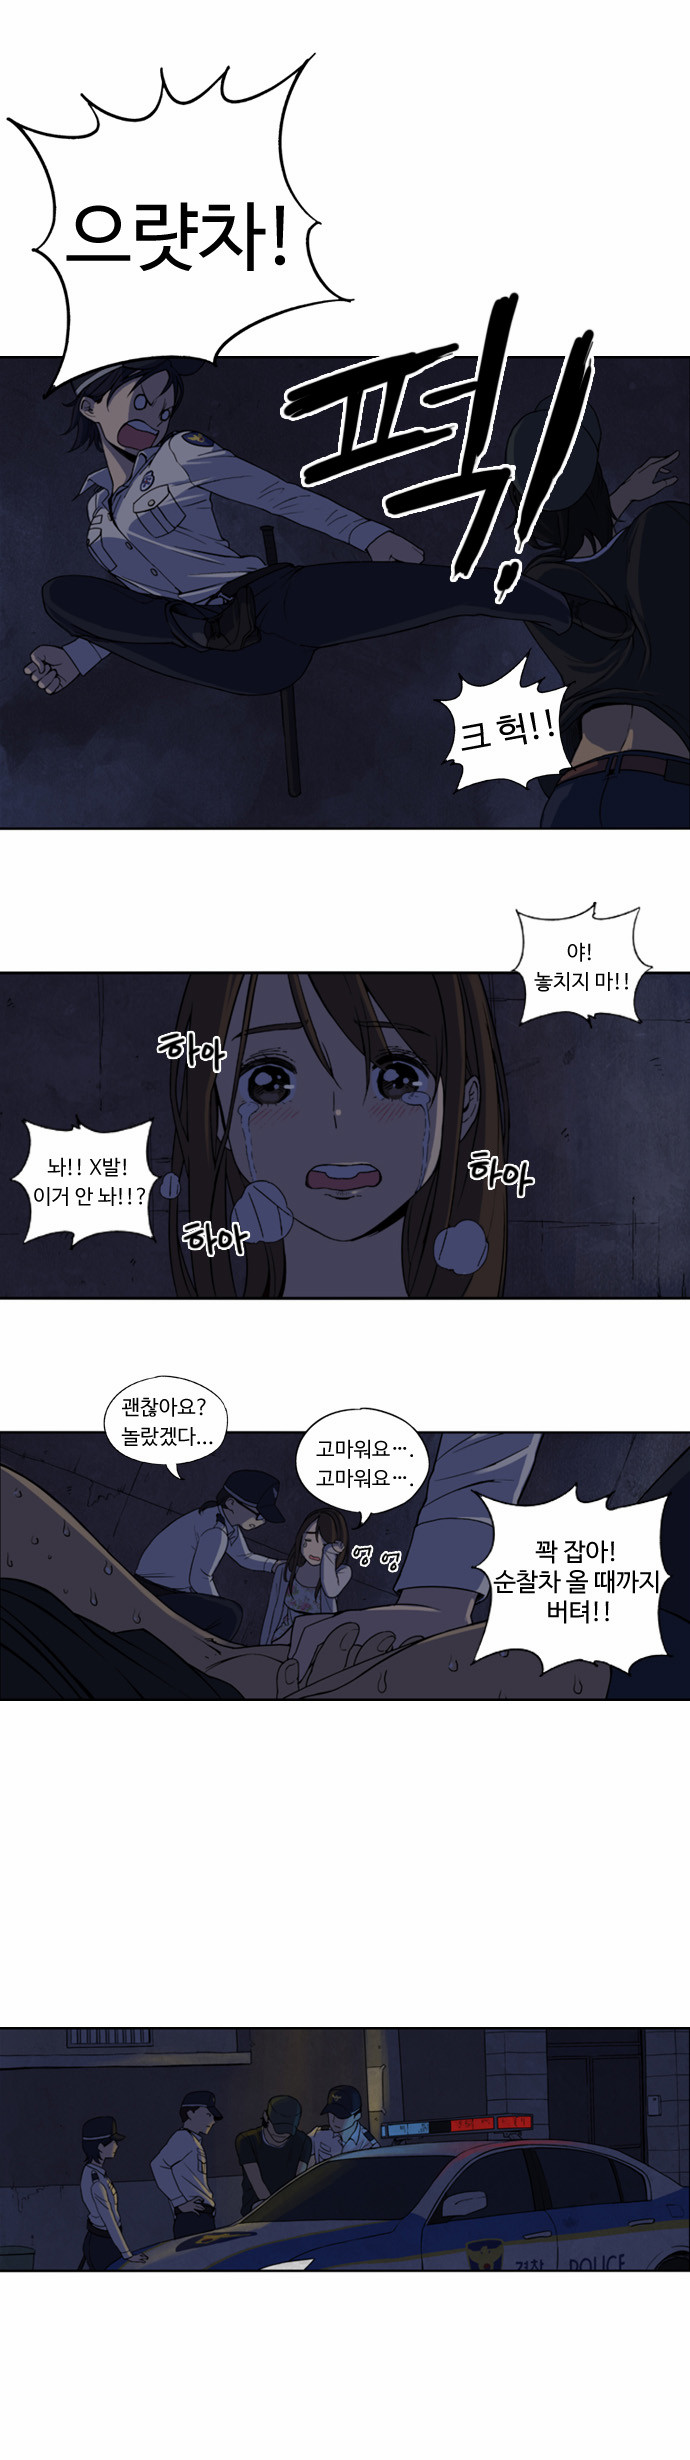 으랏차!
퍽!
크 헉!!
야!
놓치지 마!!
하아
놔!! X발!
이거 안 놔!!?
하아
하아
괜찮아요?
놀랐겠다...
고마워요….
고마워요….
엉 엉
꽉 잡아!
순찰차 올 때까지
버텨!!
경찰 POLICE